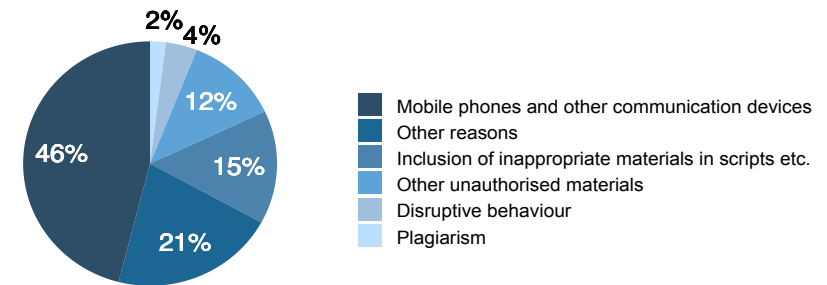 2%
4%
12%
46%
15%
21%
Mobile phones and other communication devices
Other reasons
Inclusion of inappropriate materials in scripts etc.
Other unauthorised materials
Disruptive behaviour
Plagiarism